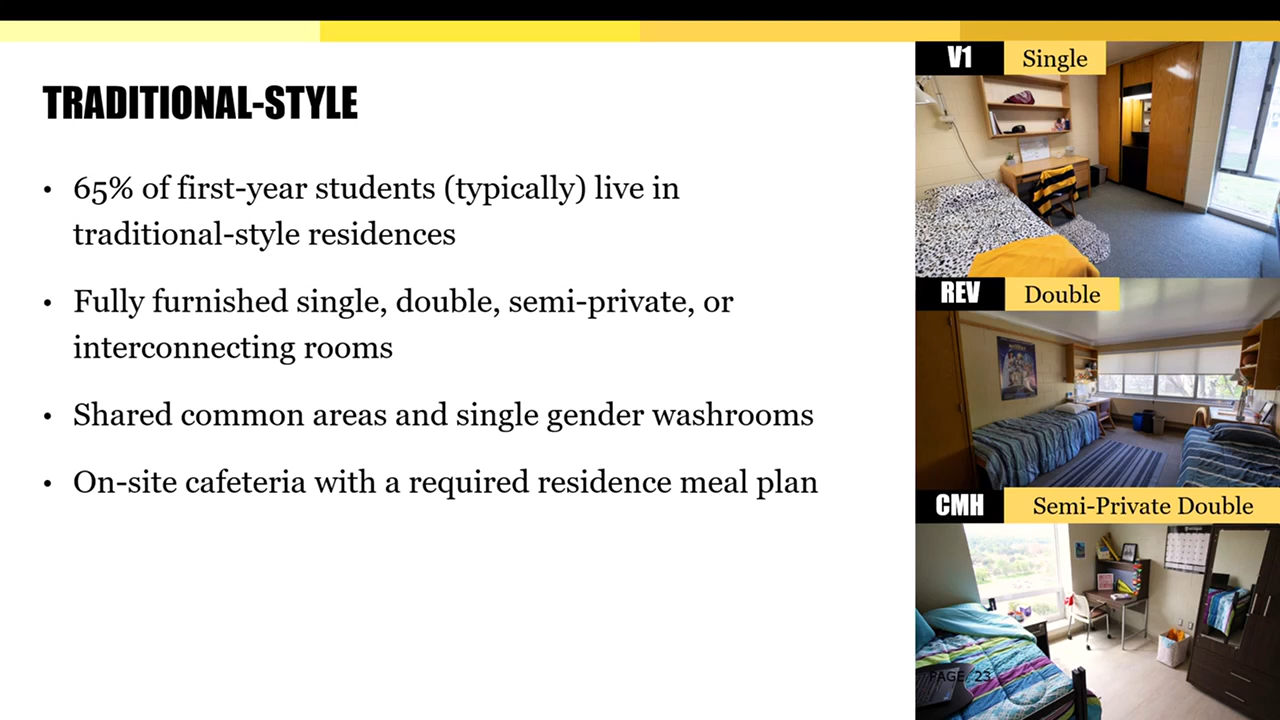 TRADITIONAL-STYLE
• 65% of first-year students (typically) live in
traditional-style residences
• Fully furnished single, double, semi-private, or
interconnecting rooms
• Shared common areas and single gender washrooms
• On-site cafeteria with a required residence meal plan
V1 Single
REV Double
CMH Semi-Private Double
PAGE 23